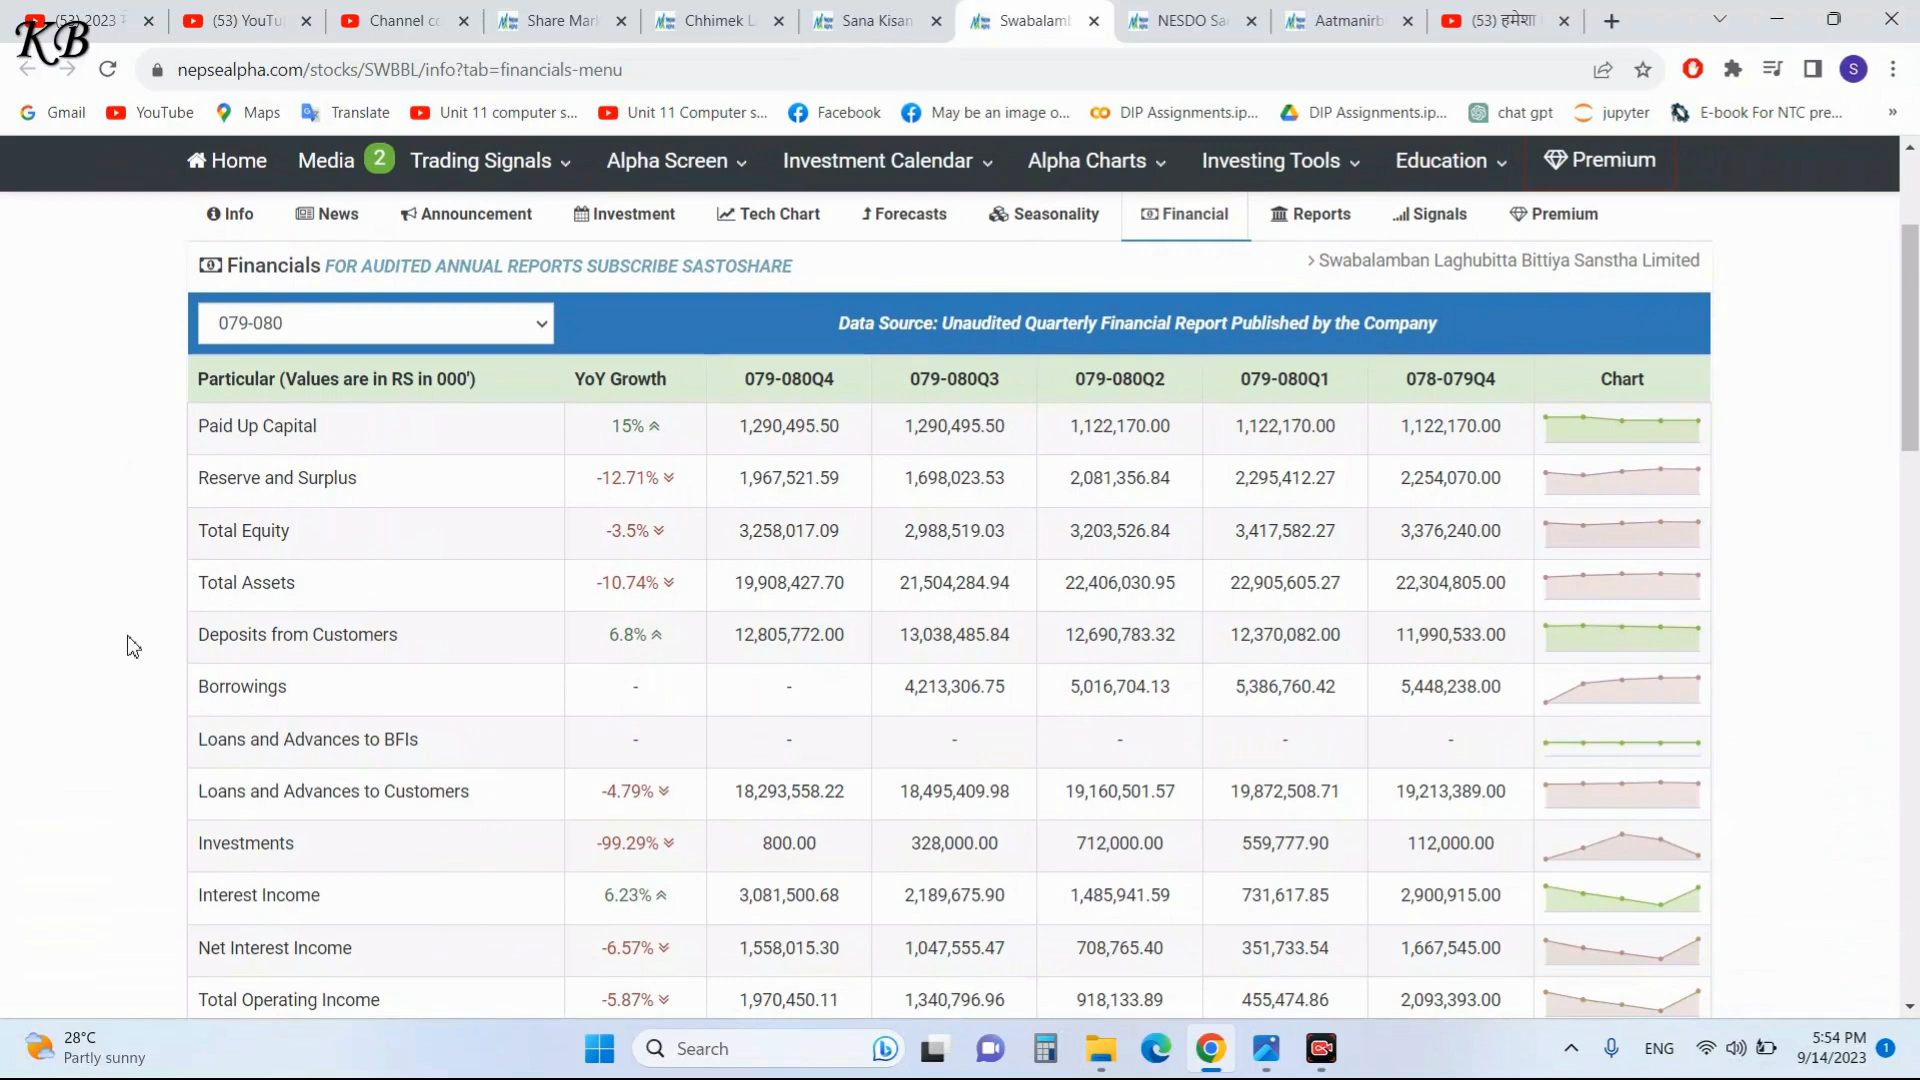 KB
(53) 2023
(53) YouTu
Channel co
Share Mar
Chhimek L
Sana Kisan
Swabalamb
NESDO Sa
Aatmanirb
(53) हमेशा
nepsealpha.com/stocks/SWBBL/info?tab=financials-menu
S
Gmail YouTube Maps Translate Unit 11 computer s... Unit 11 Computer s... Facebook May be an image o... DIP Assignments.ip... DIP Assignments.ip... chat gpt jupyter E-book For NTC pre... »
Home Media 2 Trading Signals Alpha Screen Investment Calendar Alpha Charts Investing Tools Education Premium
Info News Announcement Investment Tech Chart Forecasts Seasonality Financial Reports Signals Premium
Financials FOR AUDITED ANNUAL REPORTS SUBSCRIBE SASTOSHARE
> Swabalamban Laghubitta Bittiya Sanstha Limited
079-080
Data Source: Unaudited Quarterly Financial Report Published by the Company
Particular (Values are in RS in 000') YoY Growth 079-080Q4 079-080Q3 079-080Q2 079-080Q1 078-079Q4 Chart
Paid Up Capital 15% 1,290,495.50 1,290,495.50 1,122,170.00 1,122,170.00 1,122,170.00
Reserve and Surplus -12.71% 1,967,521.59 1,698,023.53 2,081,356.84 2,295,412.27 2,254,070.00
Total Equity -3.5% 3,258,017.09 2,988,519.03 3,203,526.84 3,417,582.27 3,376,240.00
Total Assets -10.74% 19,908,427.70 21,504,284.94 22,406,030.95 22,905,605.27 22,304,805.00
Deposits from Customers 6.8% 12,805,772.00 13,038,485.84 12,690,783.32 12,370,082.00 11,990,533.00
Borrowings - - 4,213,306.75 5,016,704.13 5,386,760.42 5,448,238.00
Loans and Advances to BFIs - - - - - -
Loans and Advances to Customers -4.79% 18,293,558.22 18,495,409.98 19,160,501.57 19,872,508.71 19,213,389.00
Investments -99.29% 800.00 328,000.00 712,000.00 559,777.90 112,000.00
Interest Income 6.23% 3,081,500.68 2,189,675.90 1,485,941.59 731,617.85 2,900,915.00
Net Interest Income -6.57% 1,558,015.30 1,047,555.47 708,765.40 351,733.54 1,667,545.00
Total Operating Income -5.87% 1,970,450.11 1,340,796.96 918,133.89 455,474.86 2,093,393.00
28°C
Partly sunny
Search
ENG
5:54 PM
9/14/2023
1